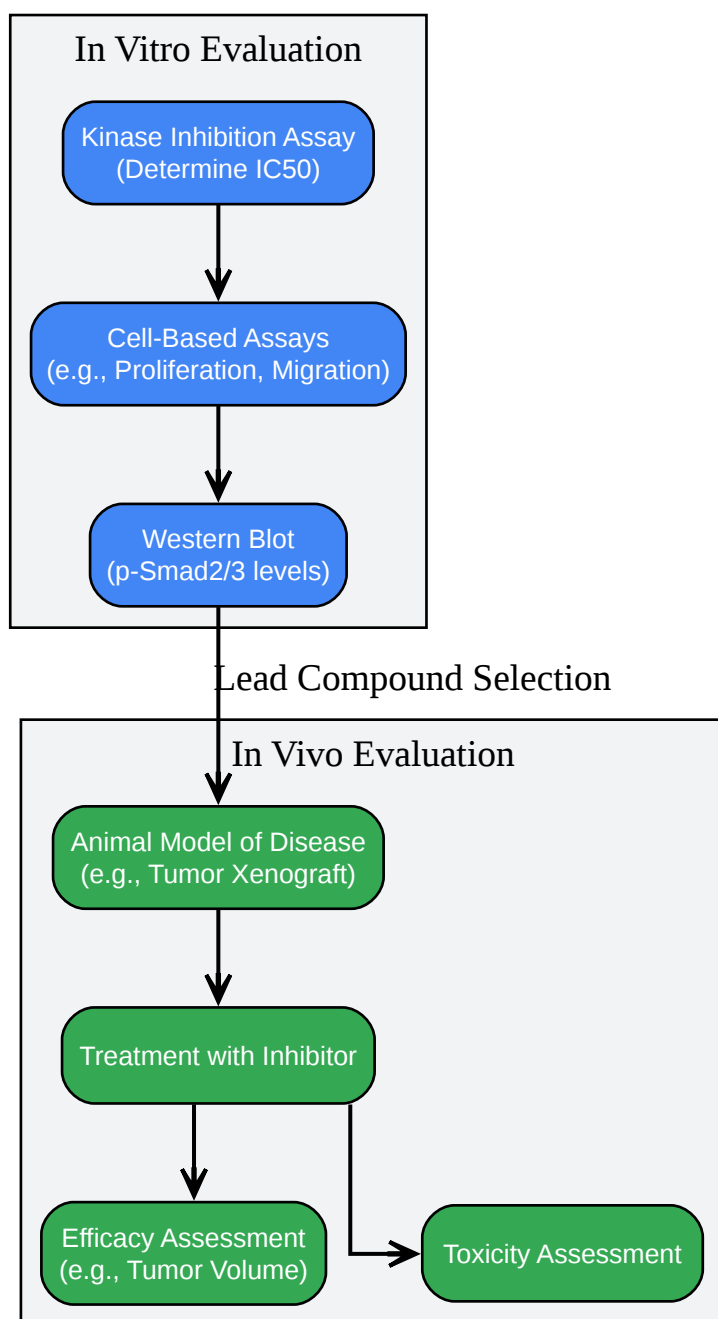 In Vitro Evaluation
Kinase Inhibition Assay
(Determine IC50)
Cell-Based Assays
(e.g., Proliferation, Migration)
Western Blot
(p-Smad2/3 levels)
Lead Compound Selection
In Vivo Evaluation
Animal Model of Disease
(e.g., Tumor Xenograft)
Treatment with Inhibitor
Efficacy Assessment
(e.g., Tumor Volume)
Toxicity Assessment